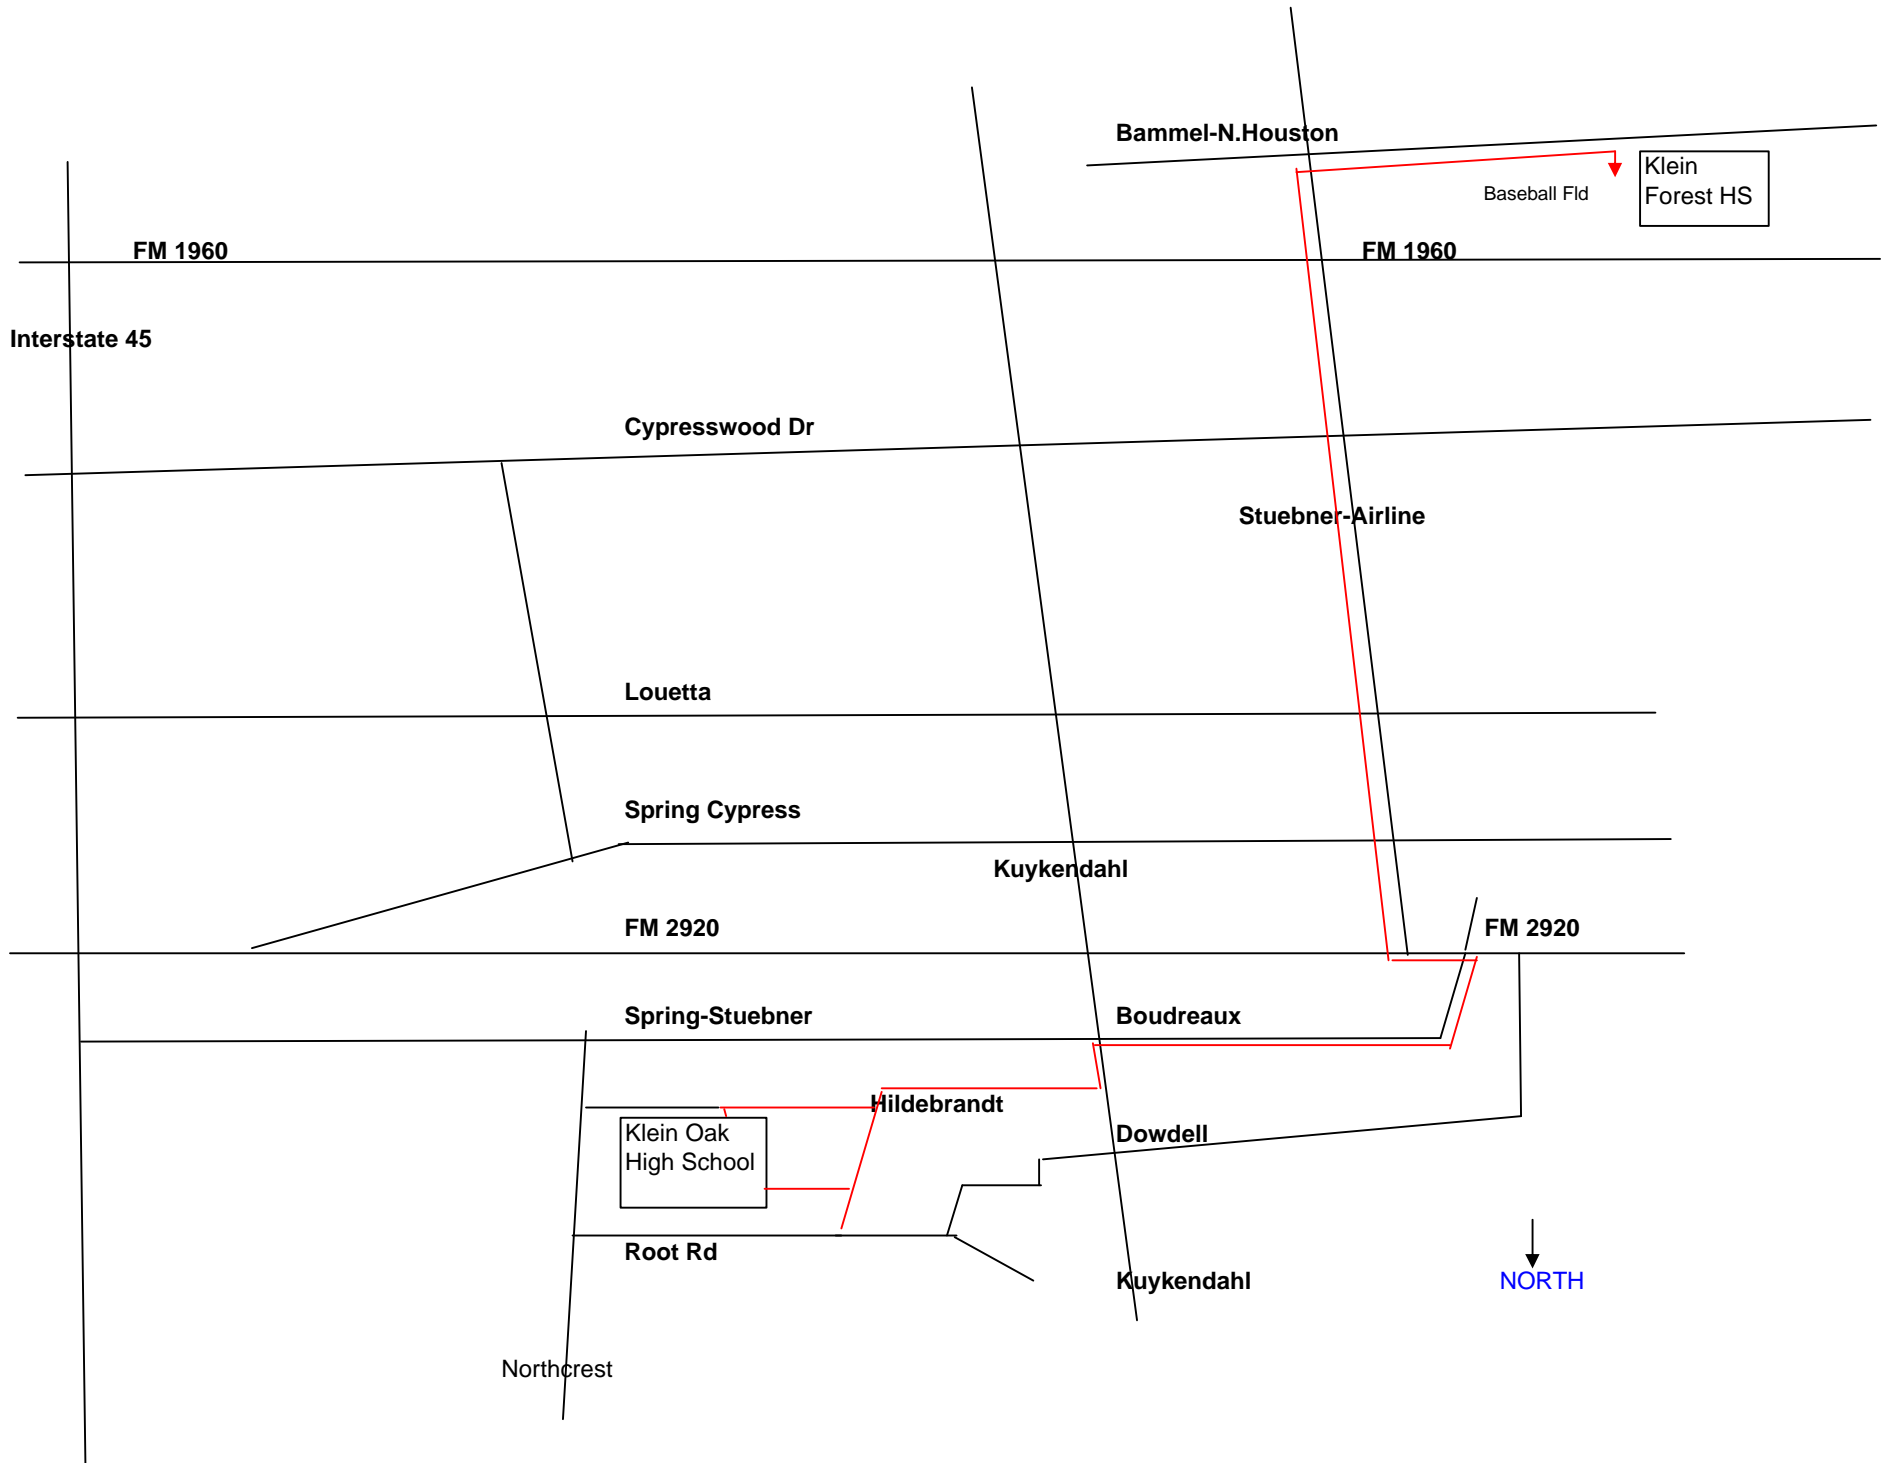 Bammel-N.Houston
Klein
Forest HS
Baseball Fld
FM 1960
FM 1960
Interstate 45
Cypresswood Dr
Stuebner-Airline
Louetta
Spring Cypress
Kuykendahl
FM 2920
FM 2920
Spring-Stuebner
Boudreaux
Hildebrandt
Klein Oak
High School
Dowdell
Root Rd
Kuykendahl
NORTH
Northcrest